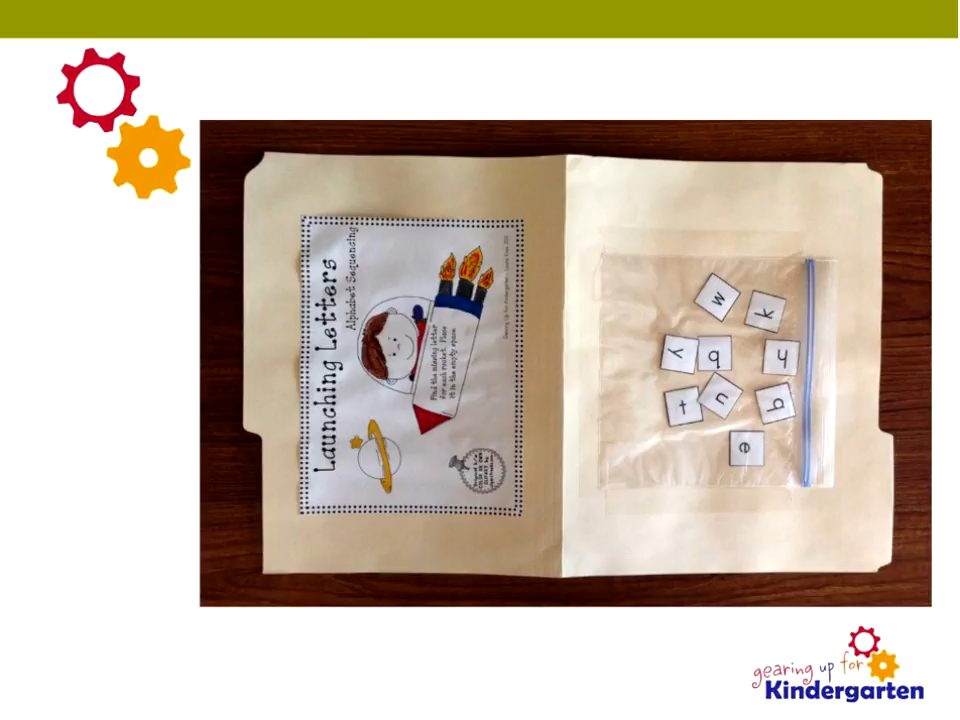 Launching Letters
Alphabet Sequencing
Find the missing letter
for each rocket. Place
it in the empty space.
w
k
y
h
t
e
gearing up for
Kindergarten